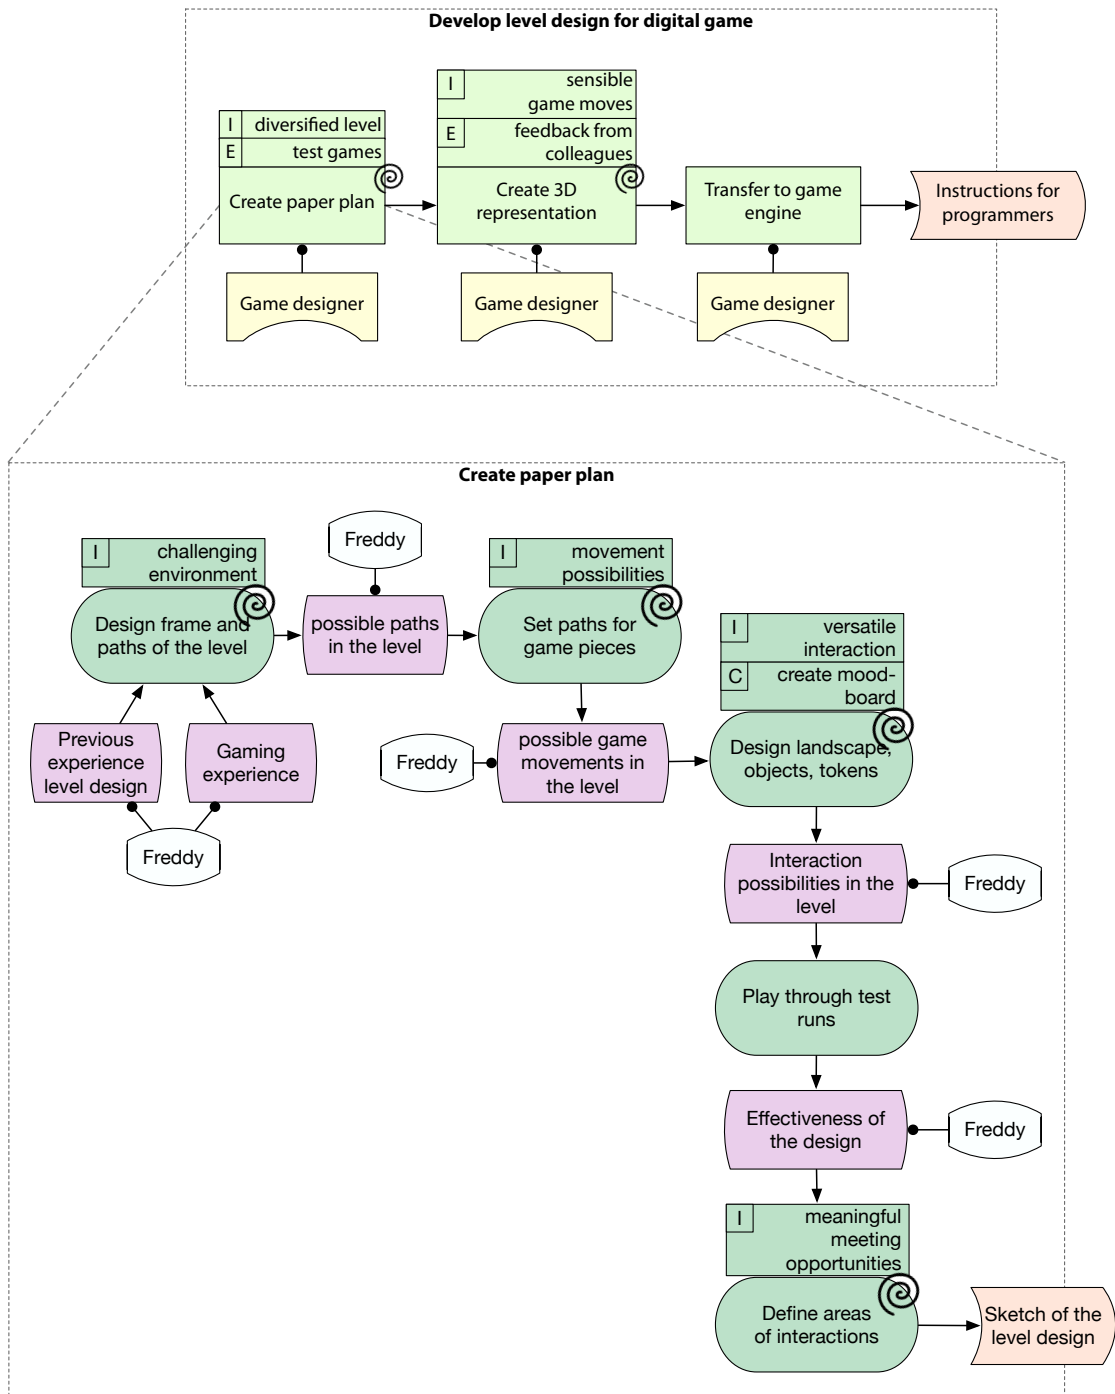 Develop level design for digital game
I
diversified level
E
test games
Create paper plan
I
sensible
game moves
E
feedback from
colleagues
Create 3D
representation
Transfer to game
engine
Instructions for
programmers
Game designer
Game designer
Game designer
Create paper plan
I
challenging
environment
Design frame and
paths of the level
Freddy
possible paths
in the level
I
movement
possibilities
Set paths for
game pieces
Previous
experience
level design
Gaming
experience
Freddy
Freddy
possible game
movements in
the level
I
versatile
interaction
C
create mood-
board
Design landscape,
objects, tokens
Interaction
possibilities in the
level
Freddy
Play through test
runs
Effectiveness of
the design
Freddy
I
meaningful
meeting
opportunities
Define areas
of interactions
Sketch of the
level design